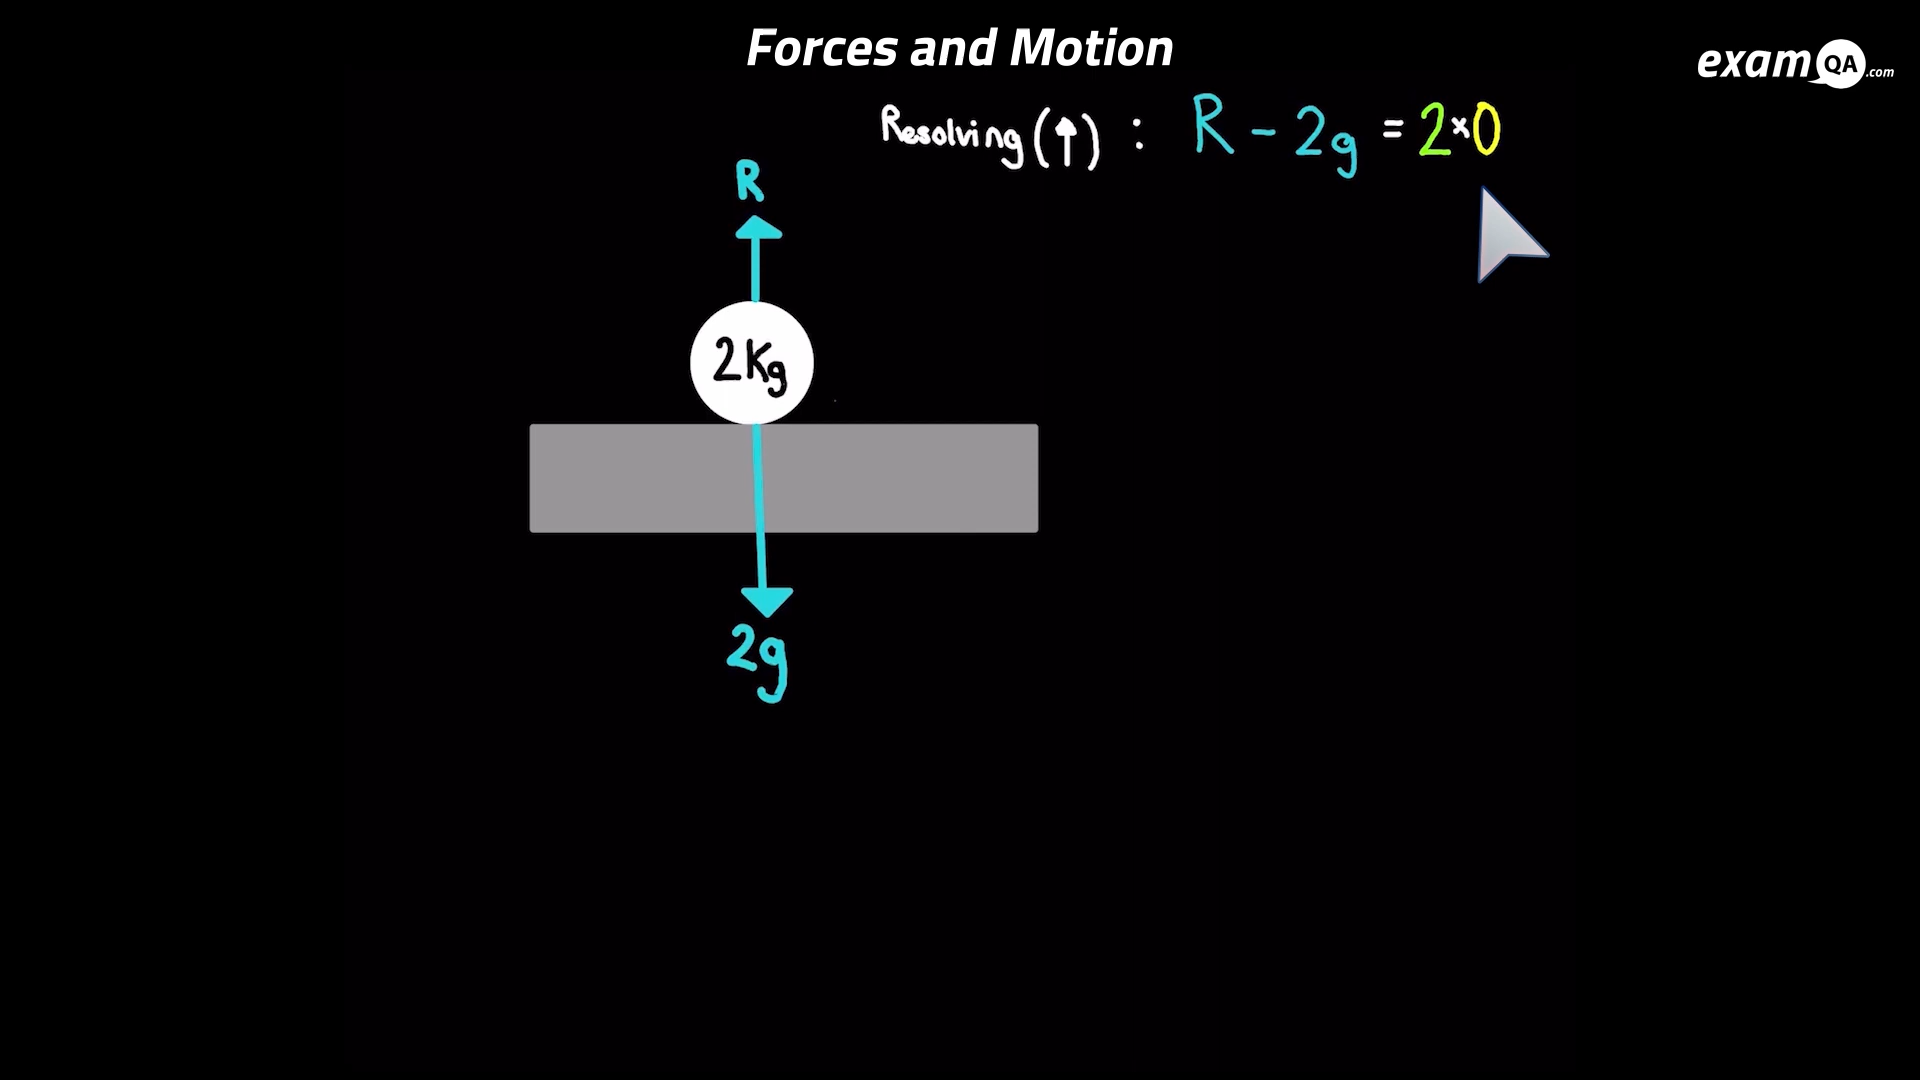 Forces and Motion
examQA.com
Resolving (↑) : R - 2g = 2×0
R
2Kg
2g